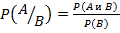 P(A/B) = P(A и B)/P(B)